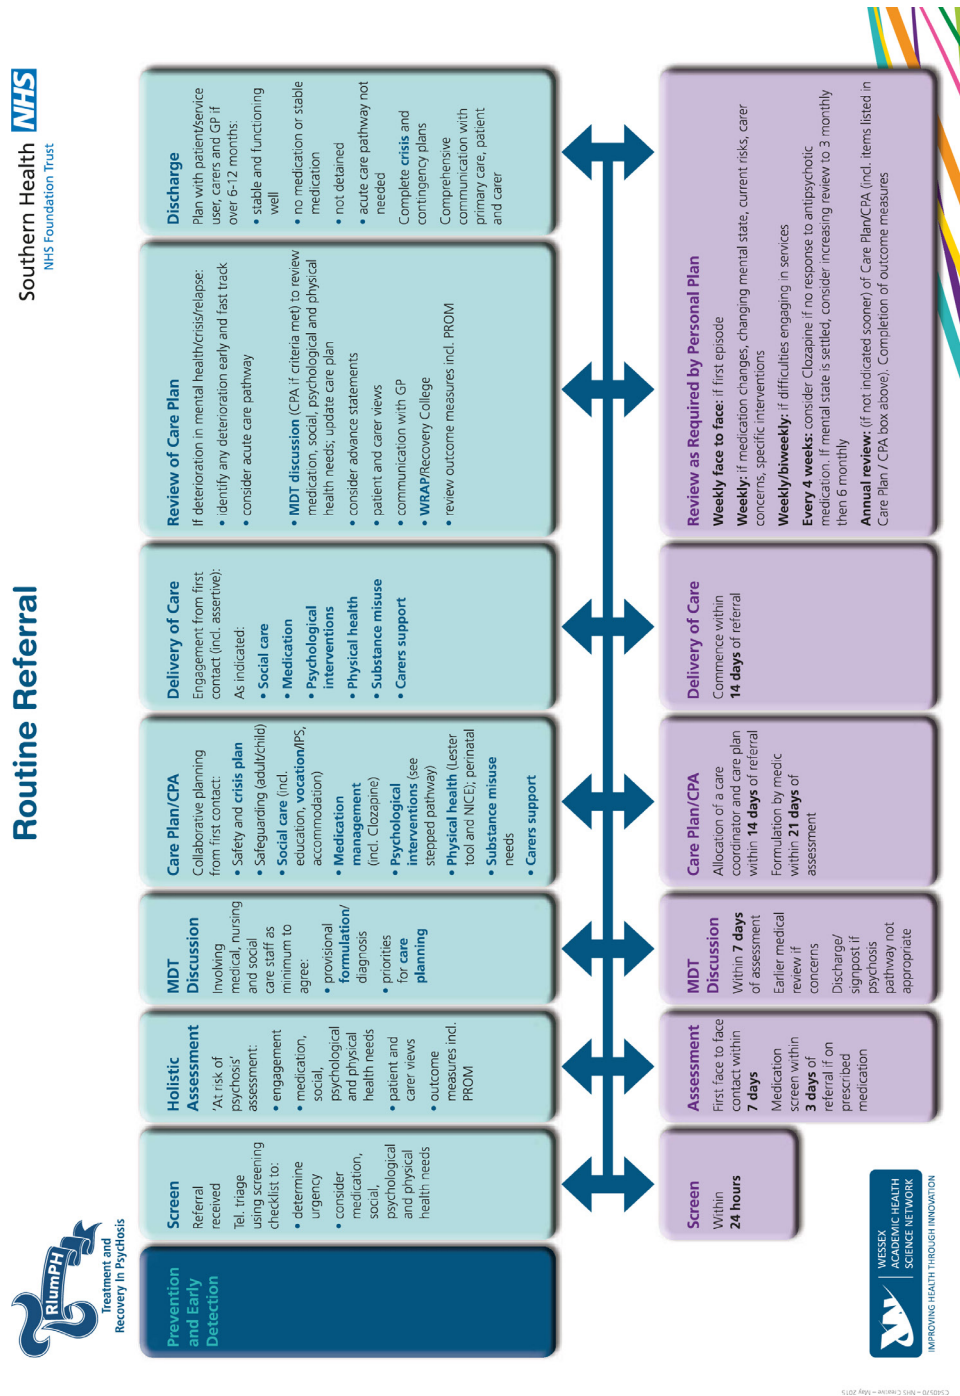 Routine Referral
Southern Health NHS
NHS Foundation Trust
RIumPH
Treatment and
Recovery In PsycHosis
Prevention
and Early
Detection
Screen
Referral
received
Tel. triage
using screening
checklist to:
• determine
urgency
• consider
medication,
social,
psychological
and physical
health needs
Holistic
Assessment
'At risk of
psychosis'
assessment:
• engagement
• medication,
social,
psychological
and physical
health needs
• patient and
carer views
• outcome
measures incl.
PROM
MDT
Discussion
Involving
medical, nursing
and social
care staff as
minimum to
agree:
• provisional
formulation/
diagnosis
• priorities
for care
planning
Care Plan/CPA
Collaborative planning
from first contact:
• Safety and crisis plan
• Safeguarding (adult/child)
• Social care (incl.
education, vocation/IPS,
accommodation)
• Medication
management
(incl. Clozapine)
• Psychological
interventions (see
stepped pathway)
• Physical health (Lester
tool and NICE); perinatal
• Substance misuse
needs
• Carers support
Delivery of Care
Engagement from first
contact (incl. assertive):
As indicated:
• Social care
• Medication
• Psychological
interventions
• Physical health
• Substance misuse
• Carers support
Review of Care Plan
If deterioration in mental health/crisis/relapse:
• identify any deterioration early and fast track
• consider acute care pathway
• MDT discussion (CPA if criteria met) to review
medication, social, psychological and physical
health needs; update care plan
• consider advance statements
• patient and carer views
• communication with GP
• WRAP/Recovery College
• review outcome measures incl. PROM
Discharge
Plan with patient/service
user, carers and GP if
over 6-12 months:
• stable and functioning
well
• no medication or stable
medication
• not detained
• acute care pathway not
needed
Complete crisis and
contingency plans
Comprehensive
communication with
primary care, patient
and carer
Screen
Within
24 hours
Assessment
First face to face
contact within
7 days
Medication
screen within
3 days of
referral if on
prescribed
medication
MDT
Discussion
Within 7 days
of assessment
Earlier medical
review if
concerns
Discharge/
signpost if
psychosis
pathway not
appropriate
Care Plan/CPA
Allocation of a care
coordinator and care plan
within 14 days of referral
Formulation by medic
within 21 days of
assessment
Delivery of Care
Commence within
14 days of referral
Review as Required by Personal Plan
Weekly face to face: if first episode
Weekly: if medication changes, changing mental state, current risks, carer
concerns, specific interventions
Weekly/biweekly: if difficulties engaging in services
Every 4 weeks: consider Clozapine if no response to antipsychotic
medication. If mental state is settled, consider increasing review to 3 monthly
then 6 monthly
Annual review: (if not indicated sooner) of Care Plan/CPA (incl. items listed in
Care Plan / CPA box above). Completion of outcome measures
WESSEX
ACADEMIC HEALTH
SCIENCE NETWORK
IMPROVING HEALTH THROUGH INNOVATION
CS40570 – NHS Creative – May 2015